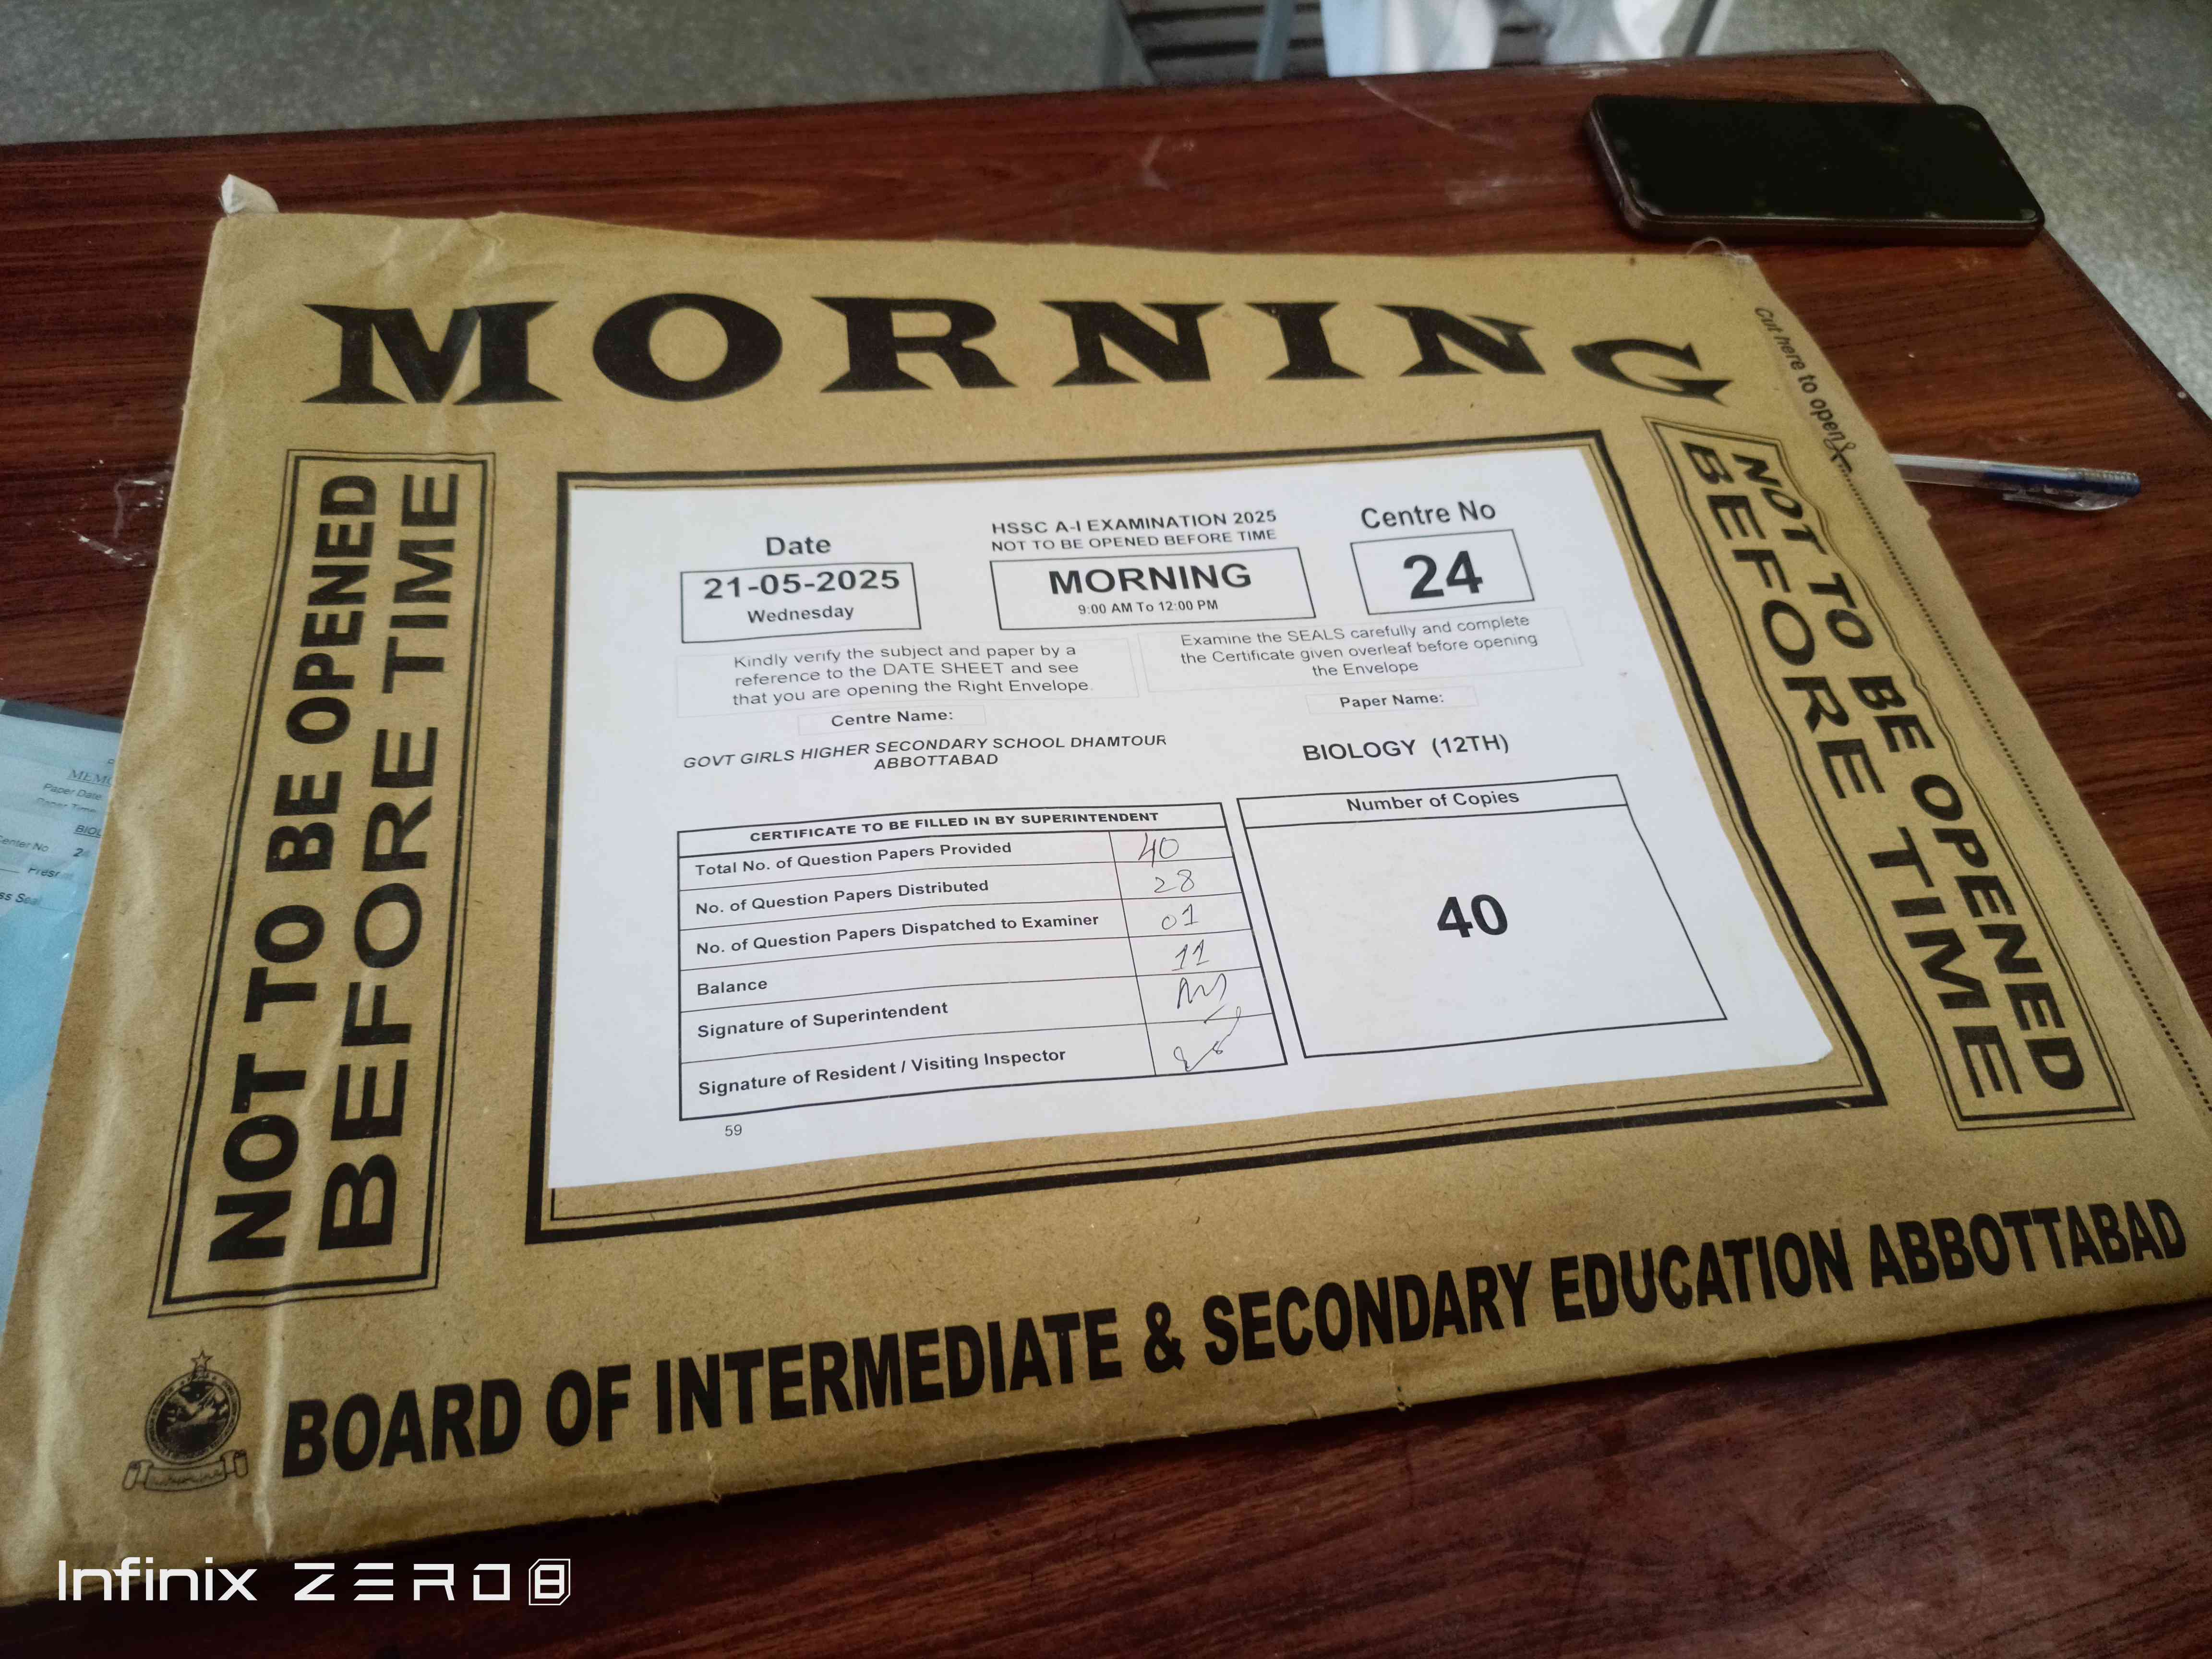 MORNING
Cut here to open
NOT TO BE OPENED
BEFORE TIME
NOT TO BE OPENED
BEFORE TIME
Date
21-05-2025
Wednesday
HSSC A-I EXAMINATION 2025
NOT TO BE OPENED BEFORE TIME
MORNING
9:00 AM To 12:00 PM
Centre No
24
Kindly verify the subject and paper by a
reference to the DATE SHEET and see
that you are opening the Right Envelope.
Examine the SEALS carefully and complete
the Certificate given overleaf before opening
the Envelope
Centre Name:
GOVT GIRLS HIGHER SECONDARY SCHOOL DHAMTOUR
ABBOTTABAD
Paper Name:
BIOLOGY (12TH)
CERTIFICATE TO BE FILLED IN BY SUPERINTENDENT
Total No. of Question Papers Provided 40
No. of Question Papers Distributed 28
No. of Question Papers Dispatched to Examiner 01
Balance 11
Signature of Superintendent
Signature of Resident / Visiting Inspector
Number of Copies
40
59
BOARD OF INTERMEDIATE & SECONDARY EDUCATION ABBOTTABAD
Paper Date
Infinix ZERO 8